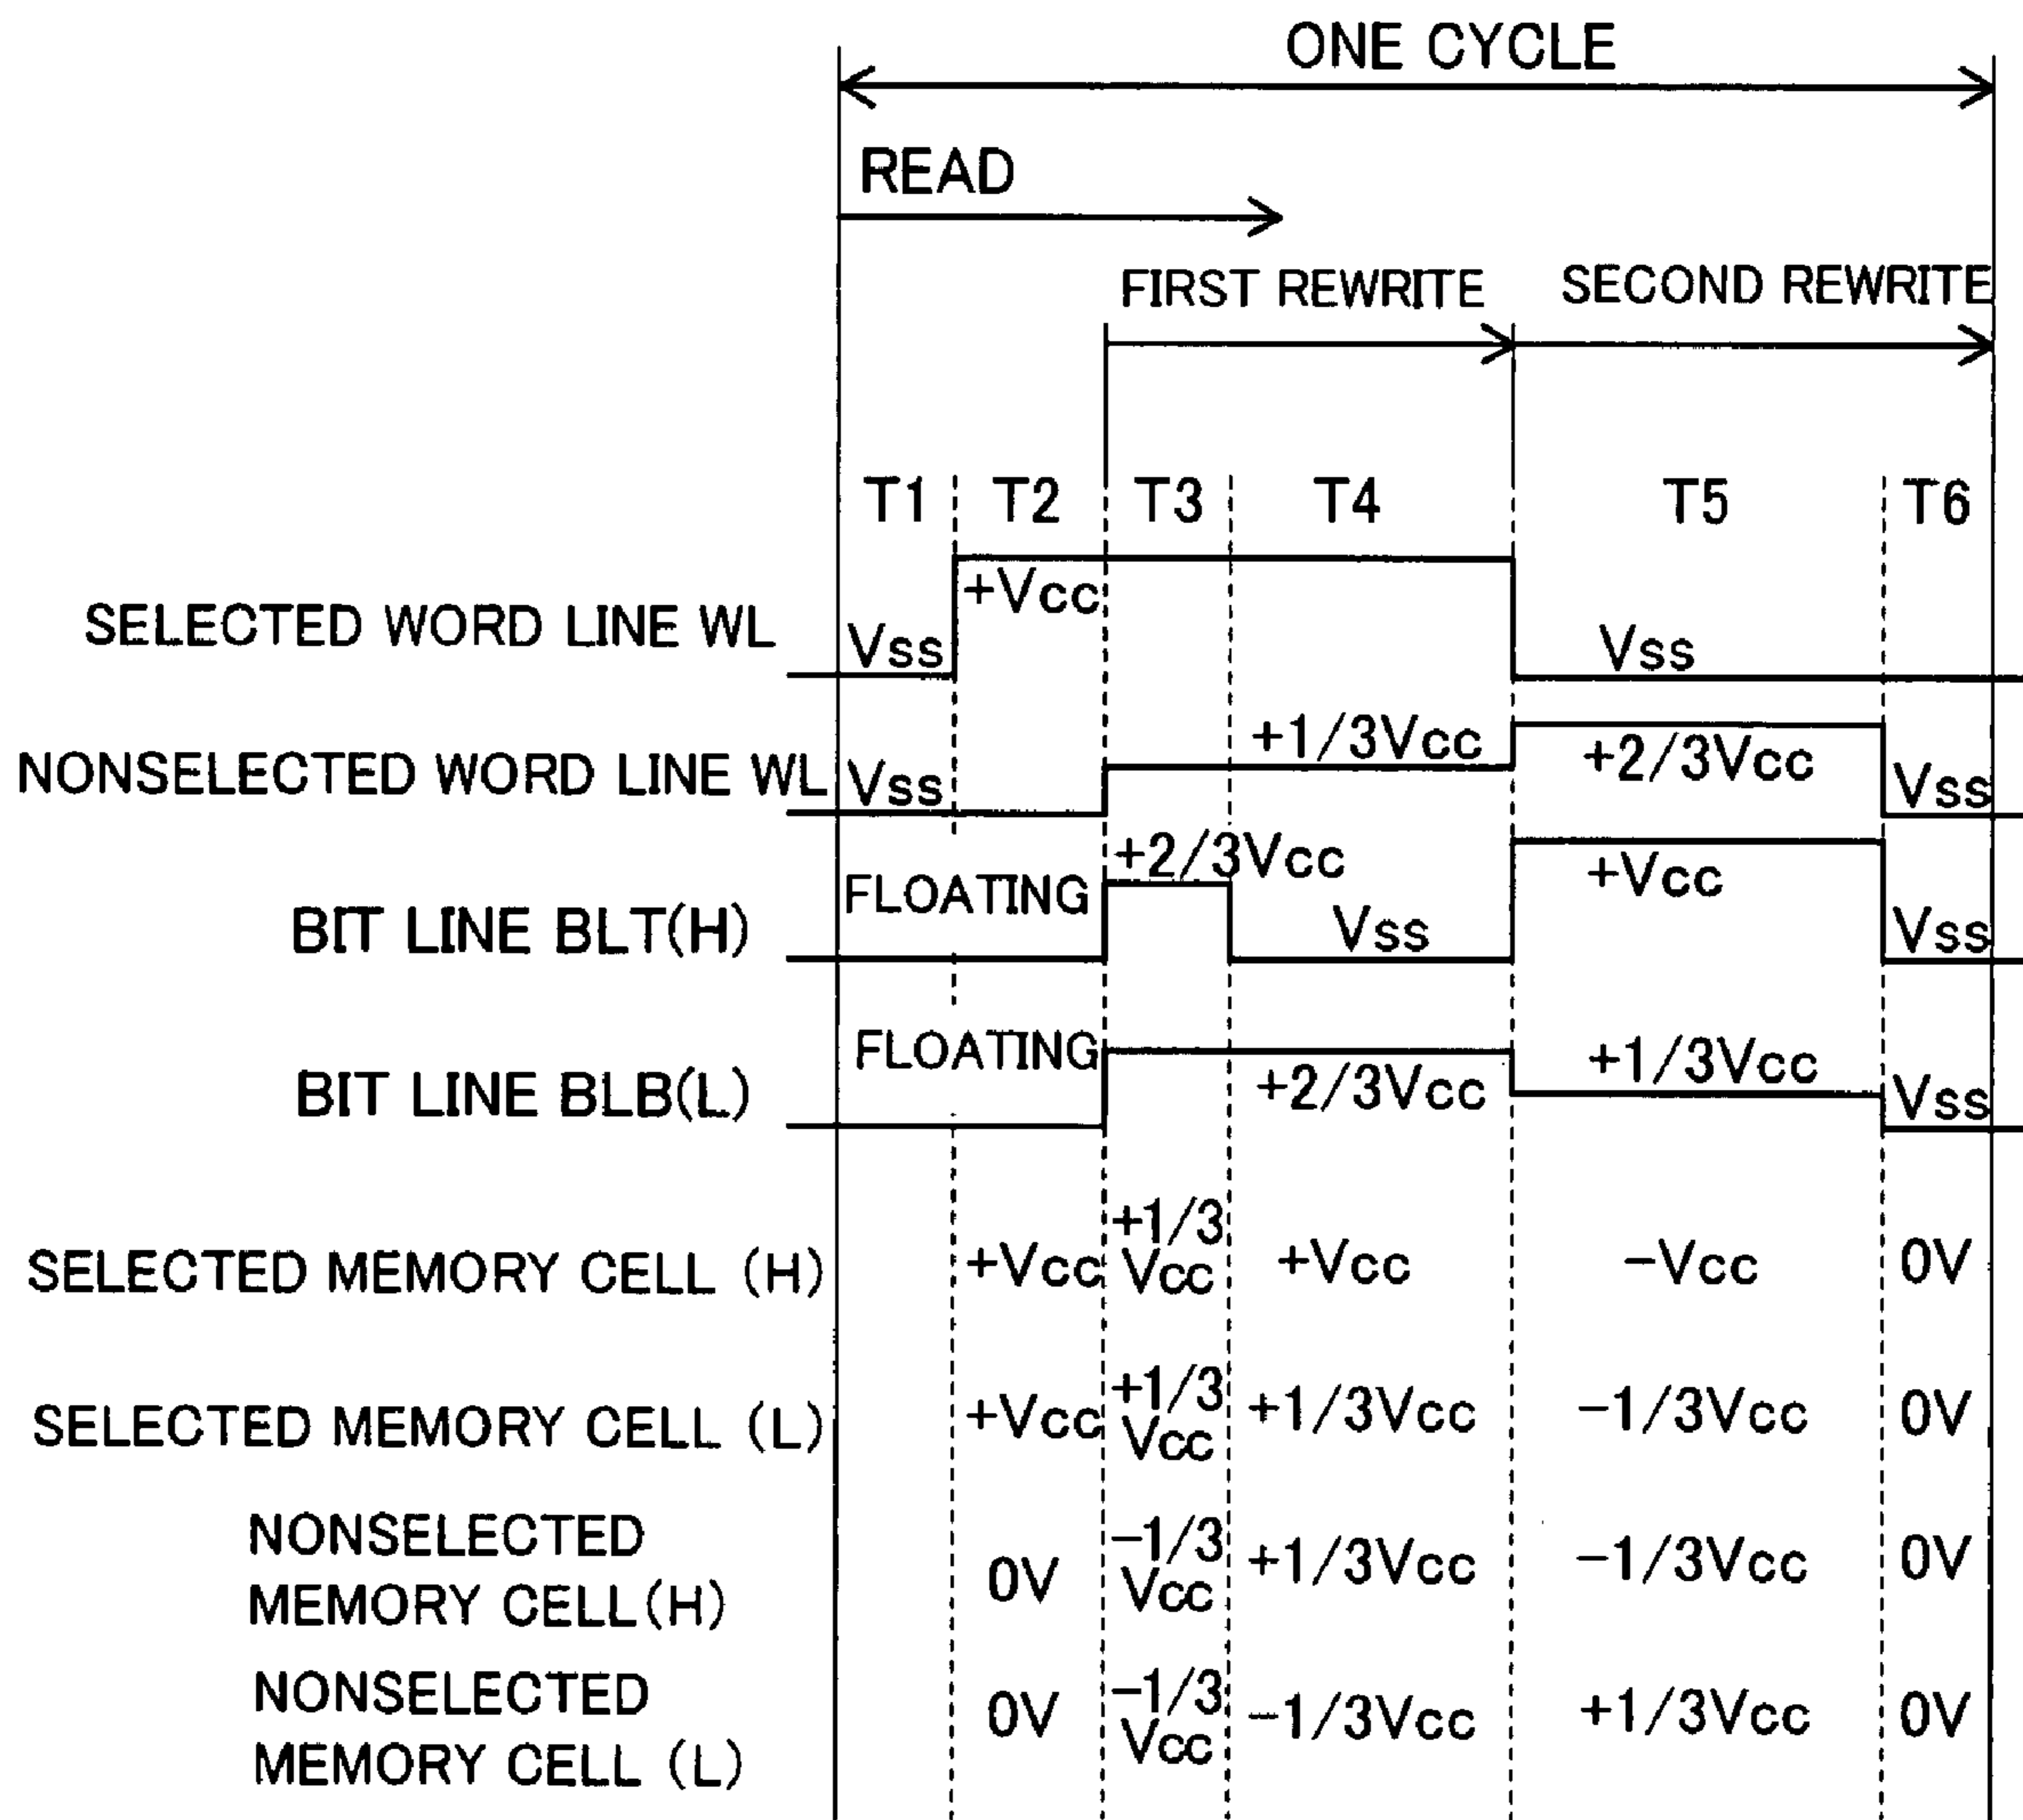 ONE CYCLE
READ
FIRST REWRITE SECOND REWRITE
T1 T2 T3 T4 T5 T6
SELECTED WORD LINE WL Vss +Vcc Vss
NONSELECTED WORD LINE WL Vss +1/3Vcc +2/3Vcc Vss
BIT LINE BLT(H) FLOATING +2/3Vcc Vss +Vcc Vss
BIT LINE BLB(L) FLOATING +2/3Vcc +1/3Vcc Vss
SELECTED MEMORY CELL (H) +Vcc +1/3 Vcc +Vcc -Vcc 0V
SELECTED MEMORY CELL (L) +Vcc +1/3 Vcc +1/3Vcc -1/3Vcc 0V
NONSELECTED
MEMORY CELL(H) 0V -1/3 Vcc +1/3Vcc -1/3Vcc 0V
NONSELECTED
MEMORY CELL (L) 0V -1/3 Vcc -1/3Vcc +1/3Vcc 0V